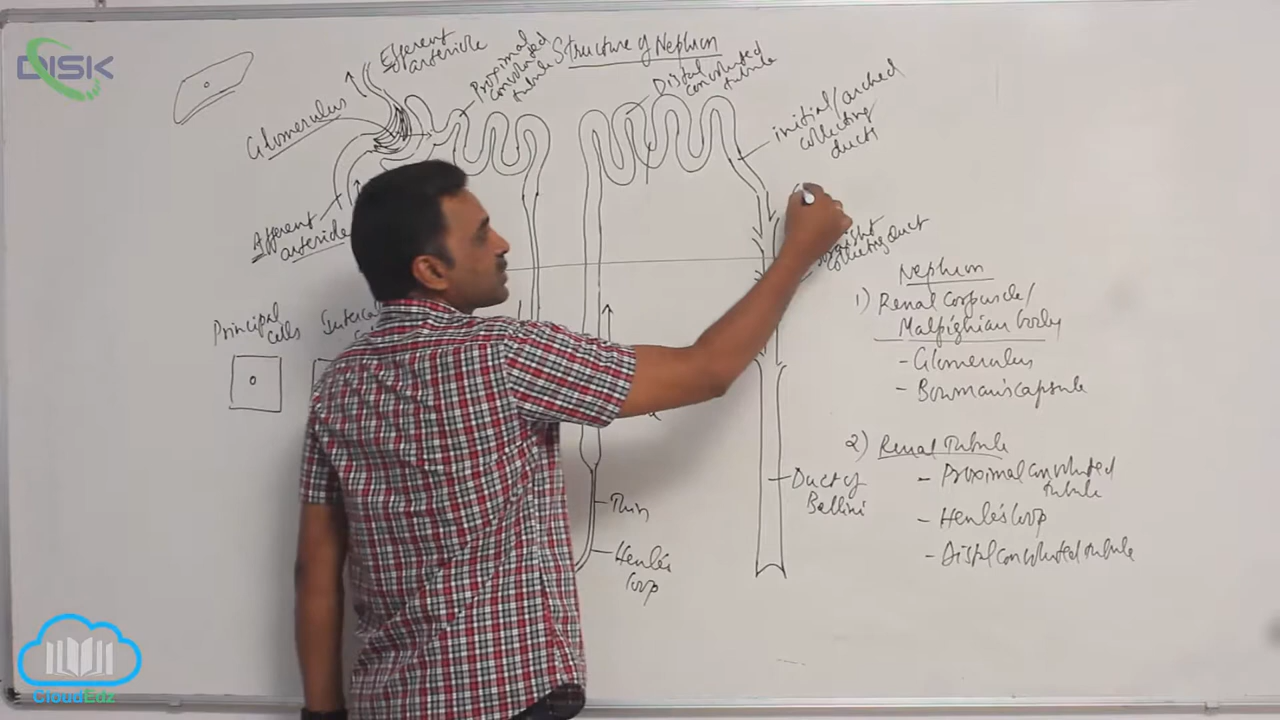 DISK
Structure of Nephron
Efferent
arteriole
Proximal
convoluted
tubule
Distal
convoluted
tubule
initial/arched
collecting
ducts
Glomerulus
Afferent
arteriole
collecting duct
Principal
cells
Thin
Henle's
loop
Duct of
Bellini
Nephron
1) Renal Corpuscle/
Malpighian body
- Glomerulus
- Bowman's capsule
2) Renal Tubule
- Proximal convoluted
tubule
- Henle's loop
- Distal convoluted tubule
CloudEdz